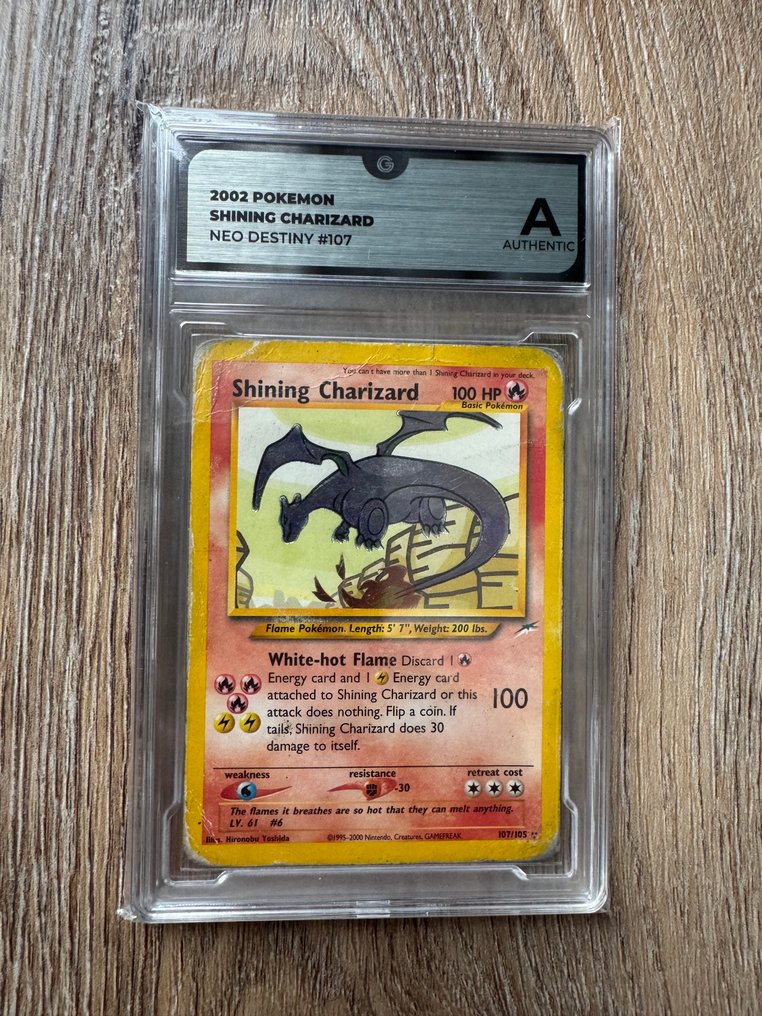 G
2002 POKEMON
SHINING CHARIZARD
NEO DESTINY #107
A
AUTHENTIC
You can't have more than 1 Shining Charizard in your deck.
Shining Charizard 100 HP
Basic Pokémon
Flame Pokémon. Length: 5' 7", Weight: 200 lbs.
White-hot Flame Discard 1
Energy card and 1 Energy card
attached to Shining Charizard or this
attack does nothing. Flip a coin. If
tails, Shining Charizard does 30
damage to itself.
100
weakness resistance retreat cost
-30
The flames it breathes are so hot that they can melt anything.
LV. 61 #6
Illus. Hironobu Yoshida ©1995-2000 Nintendo, Creatures, GAMEFREAK. 107/105